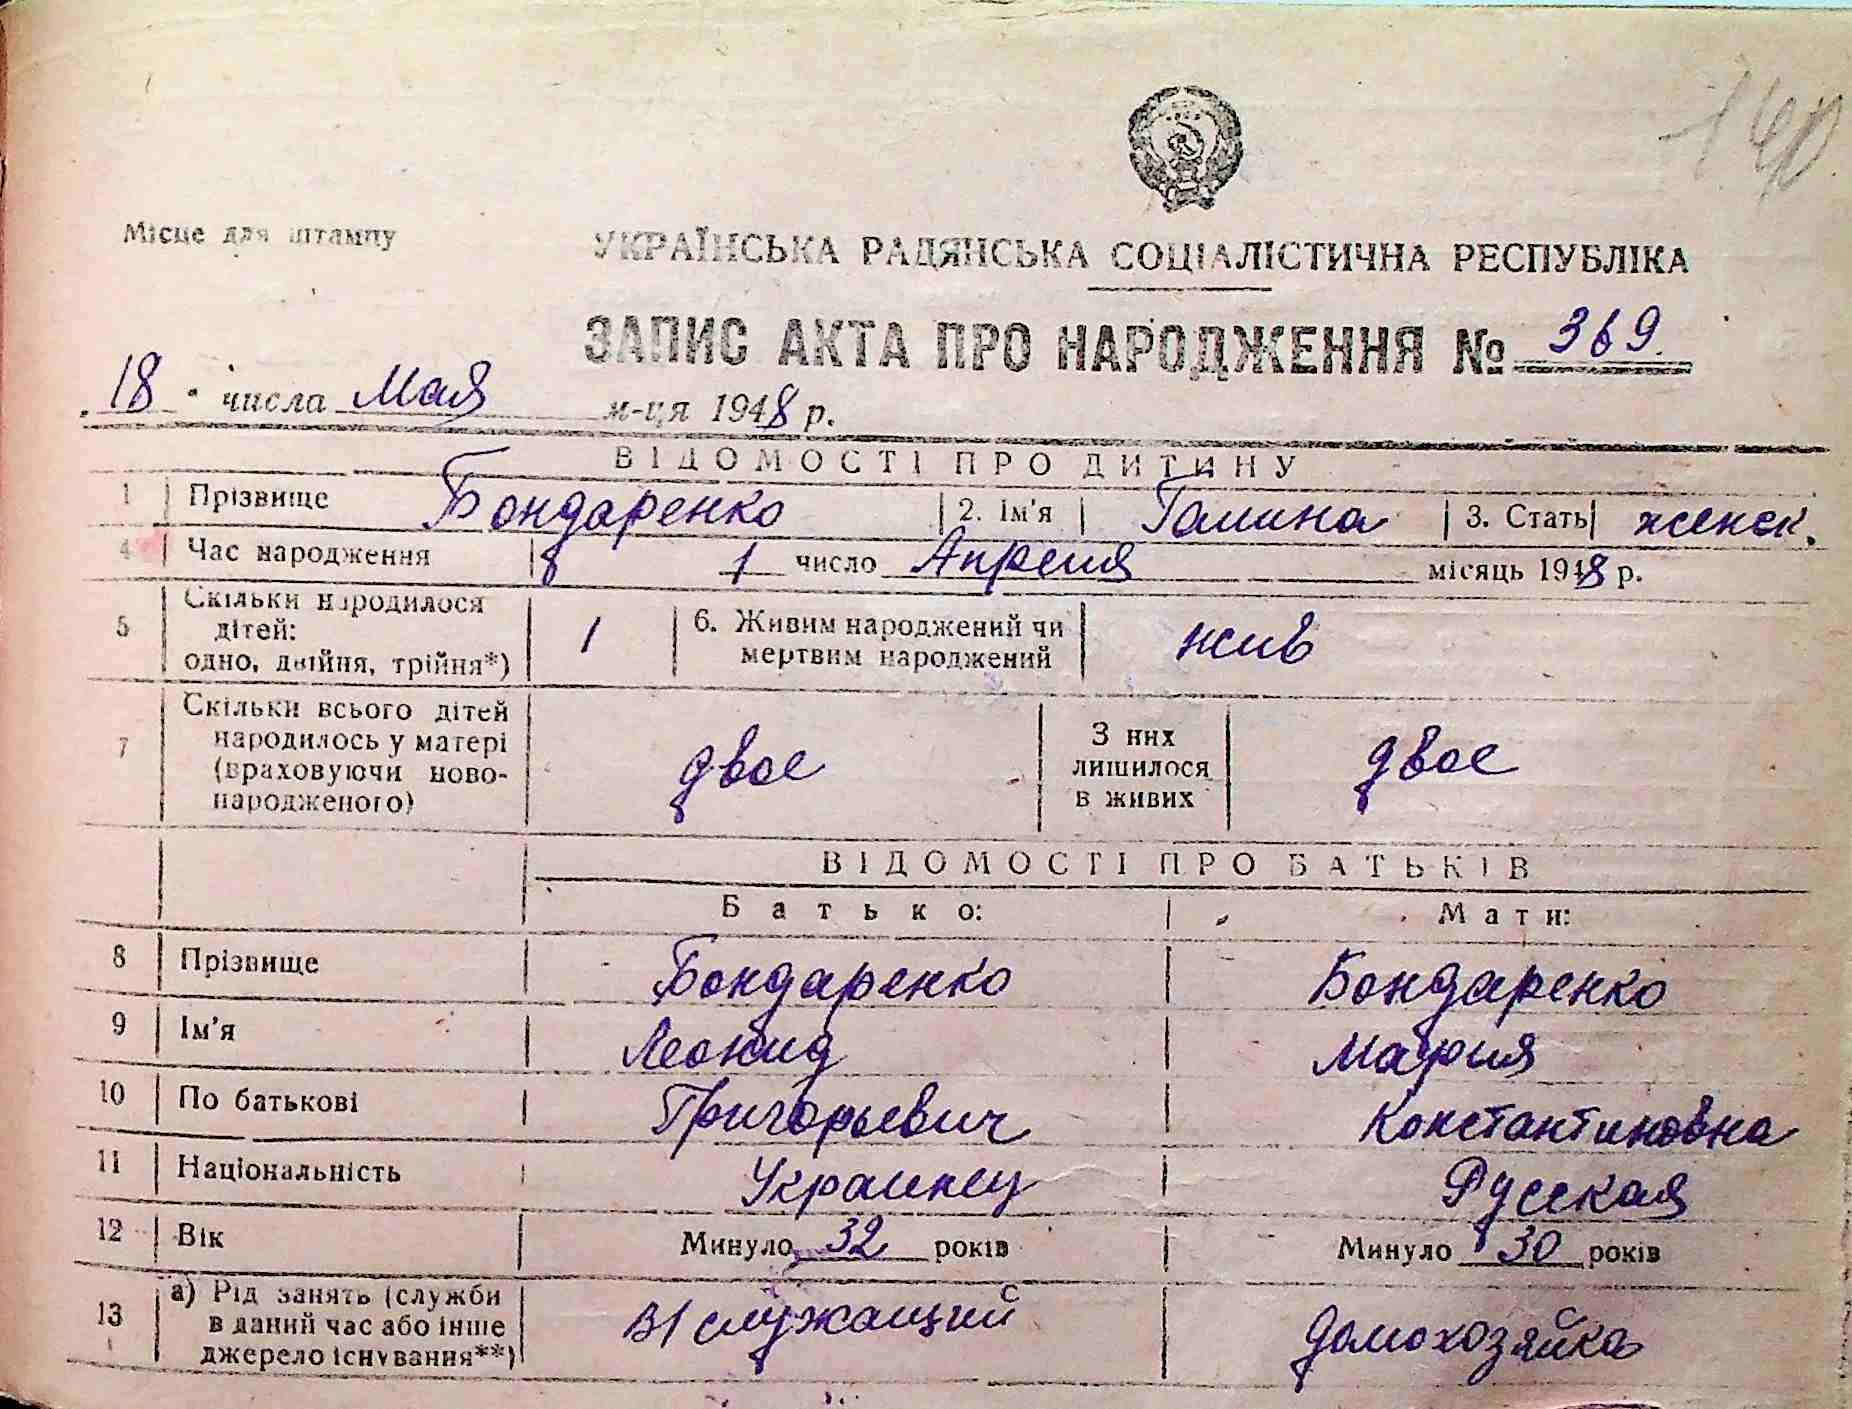 140
Місце для штампу
УКРАЇНСЬКА РАДЯНСЬКА СОЦІАЛІСТИЧНА РЕСПУБЛІКА
ЗАПИС АКТА ПРО НАРОДЖЕННЯ № 369.
18 числа Мая м-ця 1948 р.
ВІДОМОСТІ ПРО ДИТИНУ
1 Прізвище Бондаренко 2. Ім'я Галина 3. Стать женск.
4 Час народження 1 число Апреля місяць 1948 р.
5 Скільки народилося
дітей:
одно, двійня, трійня*) 1 6. Живим народжений чи
мертвим народжений жив
7 Скільки всього дітей
народилось у матері
(враховуючи ново-
народженого) двое З них
лишилося
в живих двое
ВІДОМОСТІ ПРО БАТЬКІВ
Батько: Мати:
8 Прізвище Бондаренко Бондаренко
9 Ім'я Леонид Мария
10 По батькові Григорьевич Константиновна
11 Національність Украинец Русская
12 Вік Минуло 32 років Минуло 30 років
13 а) Рід занять (служби
в даний час або інше
джерело існування**) служащий домохозяйка